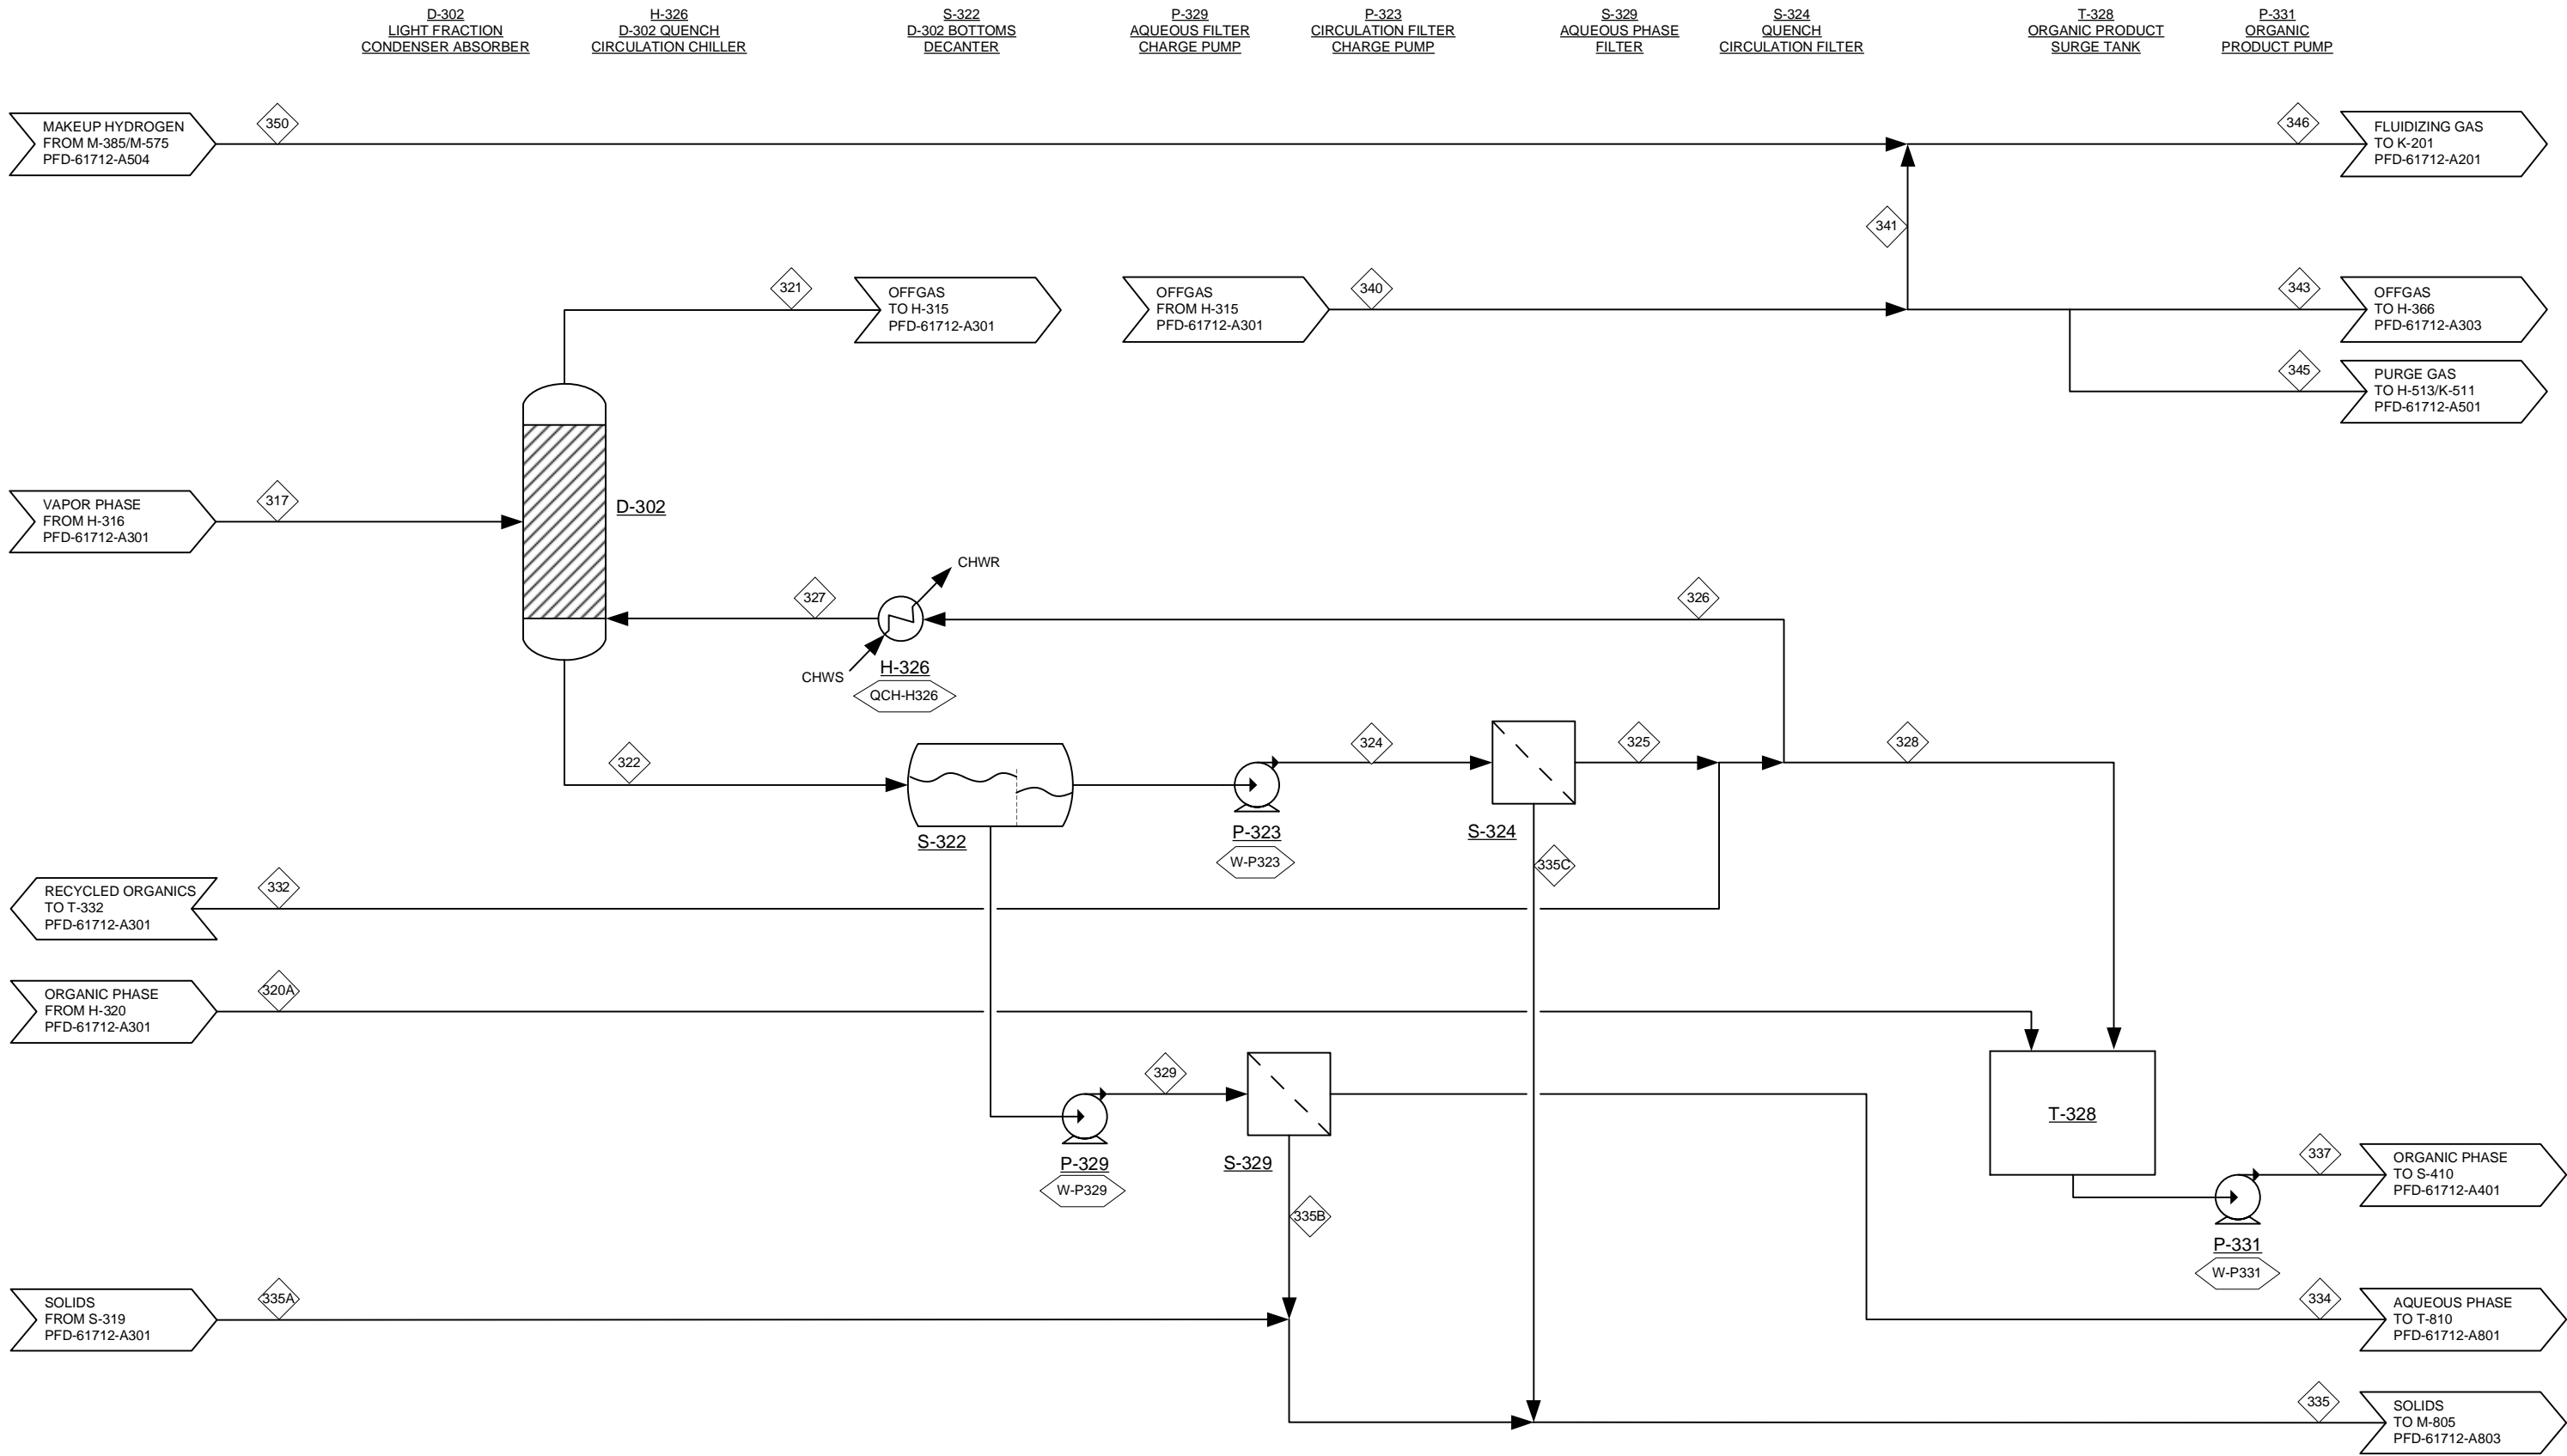 D-302
LIGHT FRACTION
CONDENSER ABSORBER
H-326
D-302 QUENCH
CIRCULATION CHILLER
S-322
D-302 BOTTOMS
DECANTER
P-329
AQUEOUS FILTER
CHARGE PUMP
P-323
CIRCULATION FILTER
CHARGE PUMP
S-329
AQUEOUS PHASE
FILTER
S-324
QUENCH
CIRCULATION FILTER
T-328
ORGANIC PRODUCT
SURGE TANK
P-331
ORGANIC
PRODUCT PUMP
MAKEUP HYDROGEN
FROM M-385/M-575
PFD-61712-A504
350
346
FLUIDIZING GAS
TO K-201
PFD-61712-A201
341
321
OFFGAS
TO H-315
PFD-61712-A301
OFFGAS
FROM H-315
PFD-61712-A301
340
343
OFFGAS
TO H-366
PFD-61712-A303
345
PURGE GAS
TO H-513/K-511
PFD-61712-A501
VAPOR PHASE
FROM H-316
PFD-61712-A301
317
D-302
CHWR
327
326
CHWS
H-326
QCH-H326
322
S-322
324
P-323
W-P323
S-324
325
328
335C
RECYCLED ORGANICS
TO T-332
PFD-61712-A301
332
ORGANIC PHASE
FROM H-320
PFD-61712-A301
320A
329
P-329
W-P329
S-329
335B
T-328
P-331
W-P331
337
ORGANIC PHASE
TO S-410
PFD-61712-A401
SOLIDS
FROM S-319
PFD-61712-A301
335A
334
AQUEOUS PHASE
TO T-810
PFD-61712-A801
335
SOLIDS
TO M-805
PFD-61712-A803